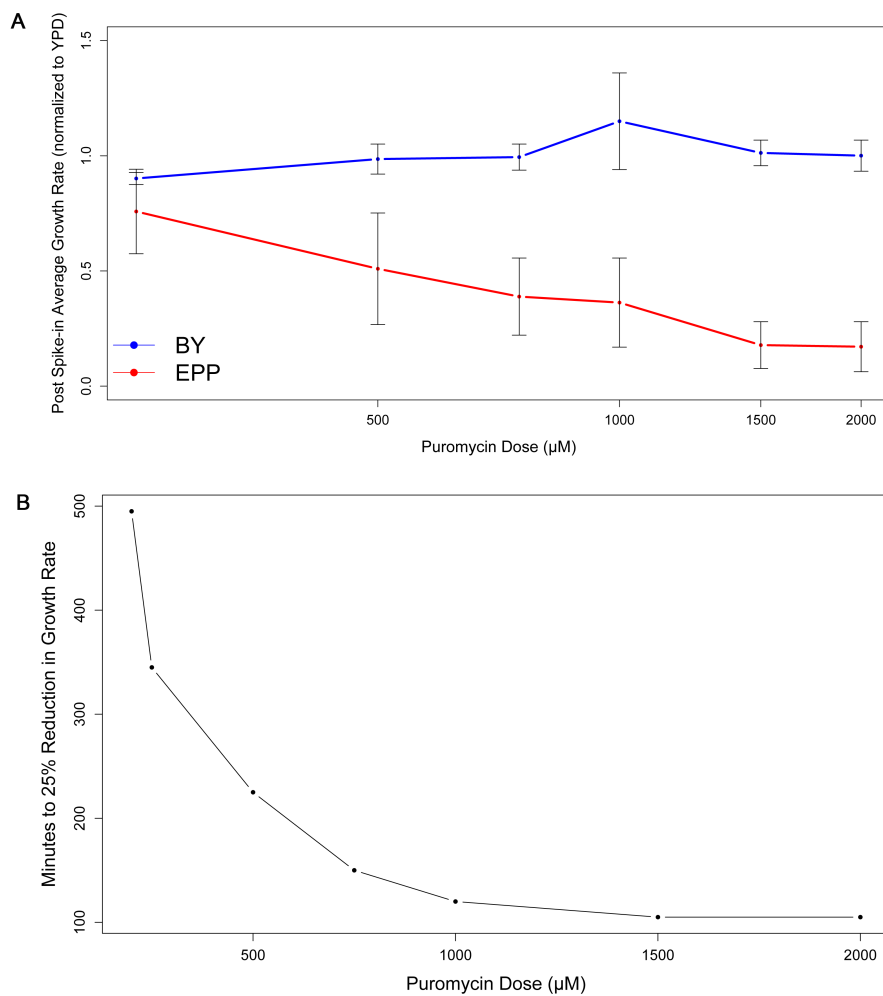 A
Post Spike-in Average Growth Rate (normalized to YPD)
1.5
1.0
0.5
0.0
BY
EPP
500
1000
1500
2000
Puromycin Dose (µM)
B
Minutes to 25% Reduction in Growth Rate
500
400
300
200
100
500
1000
1500
2000
Puromycin Dose (µM)